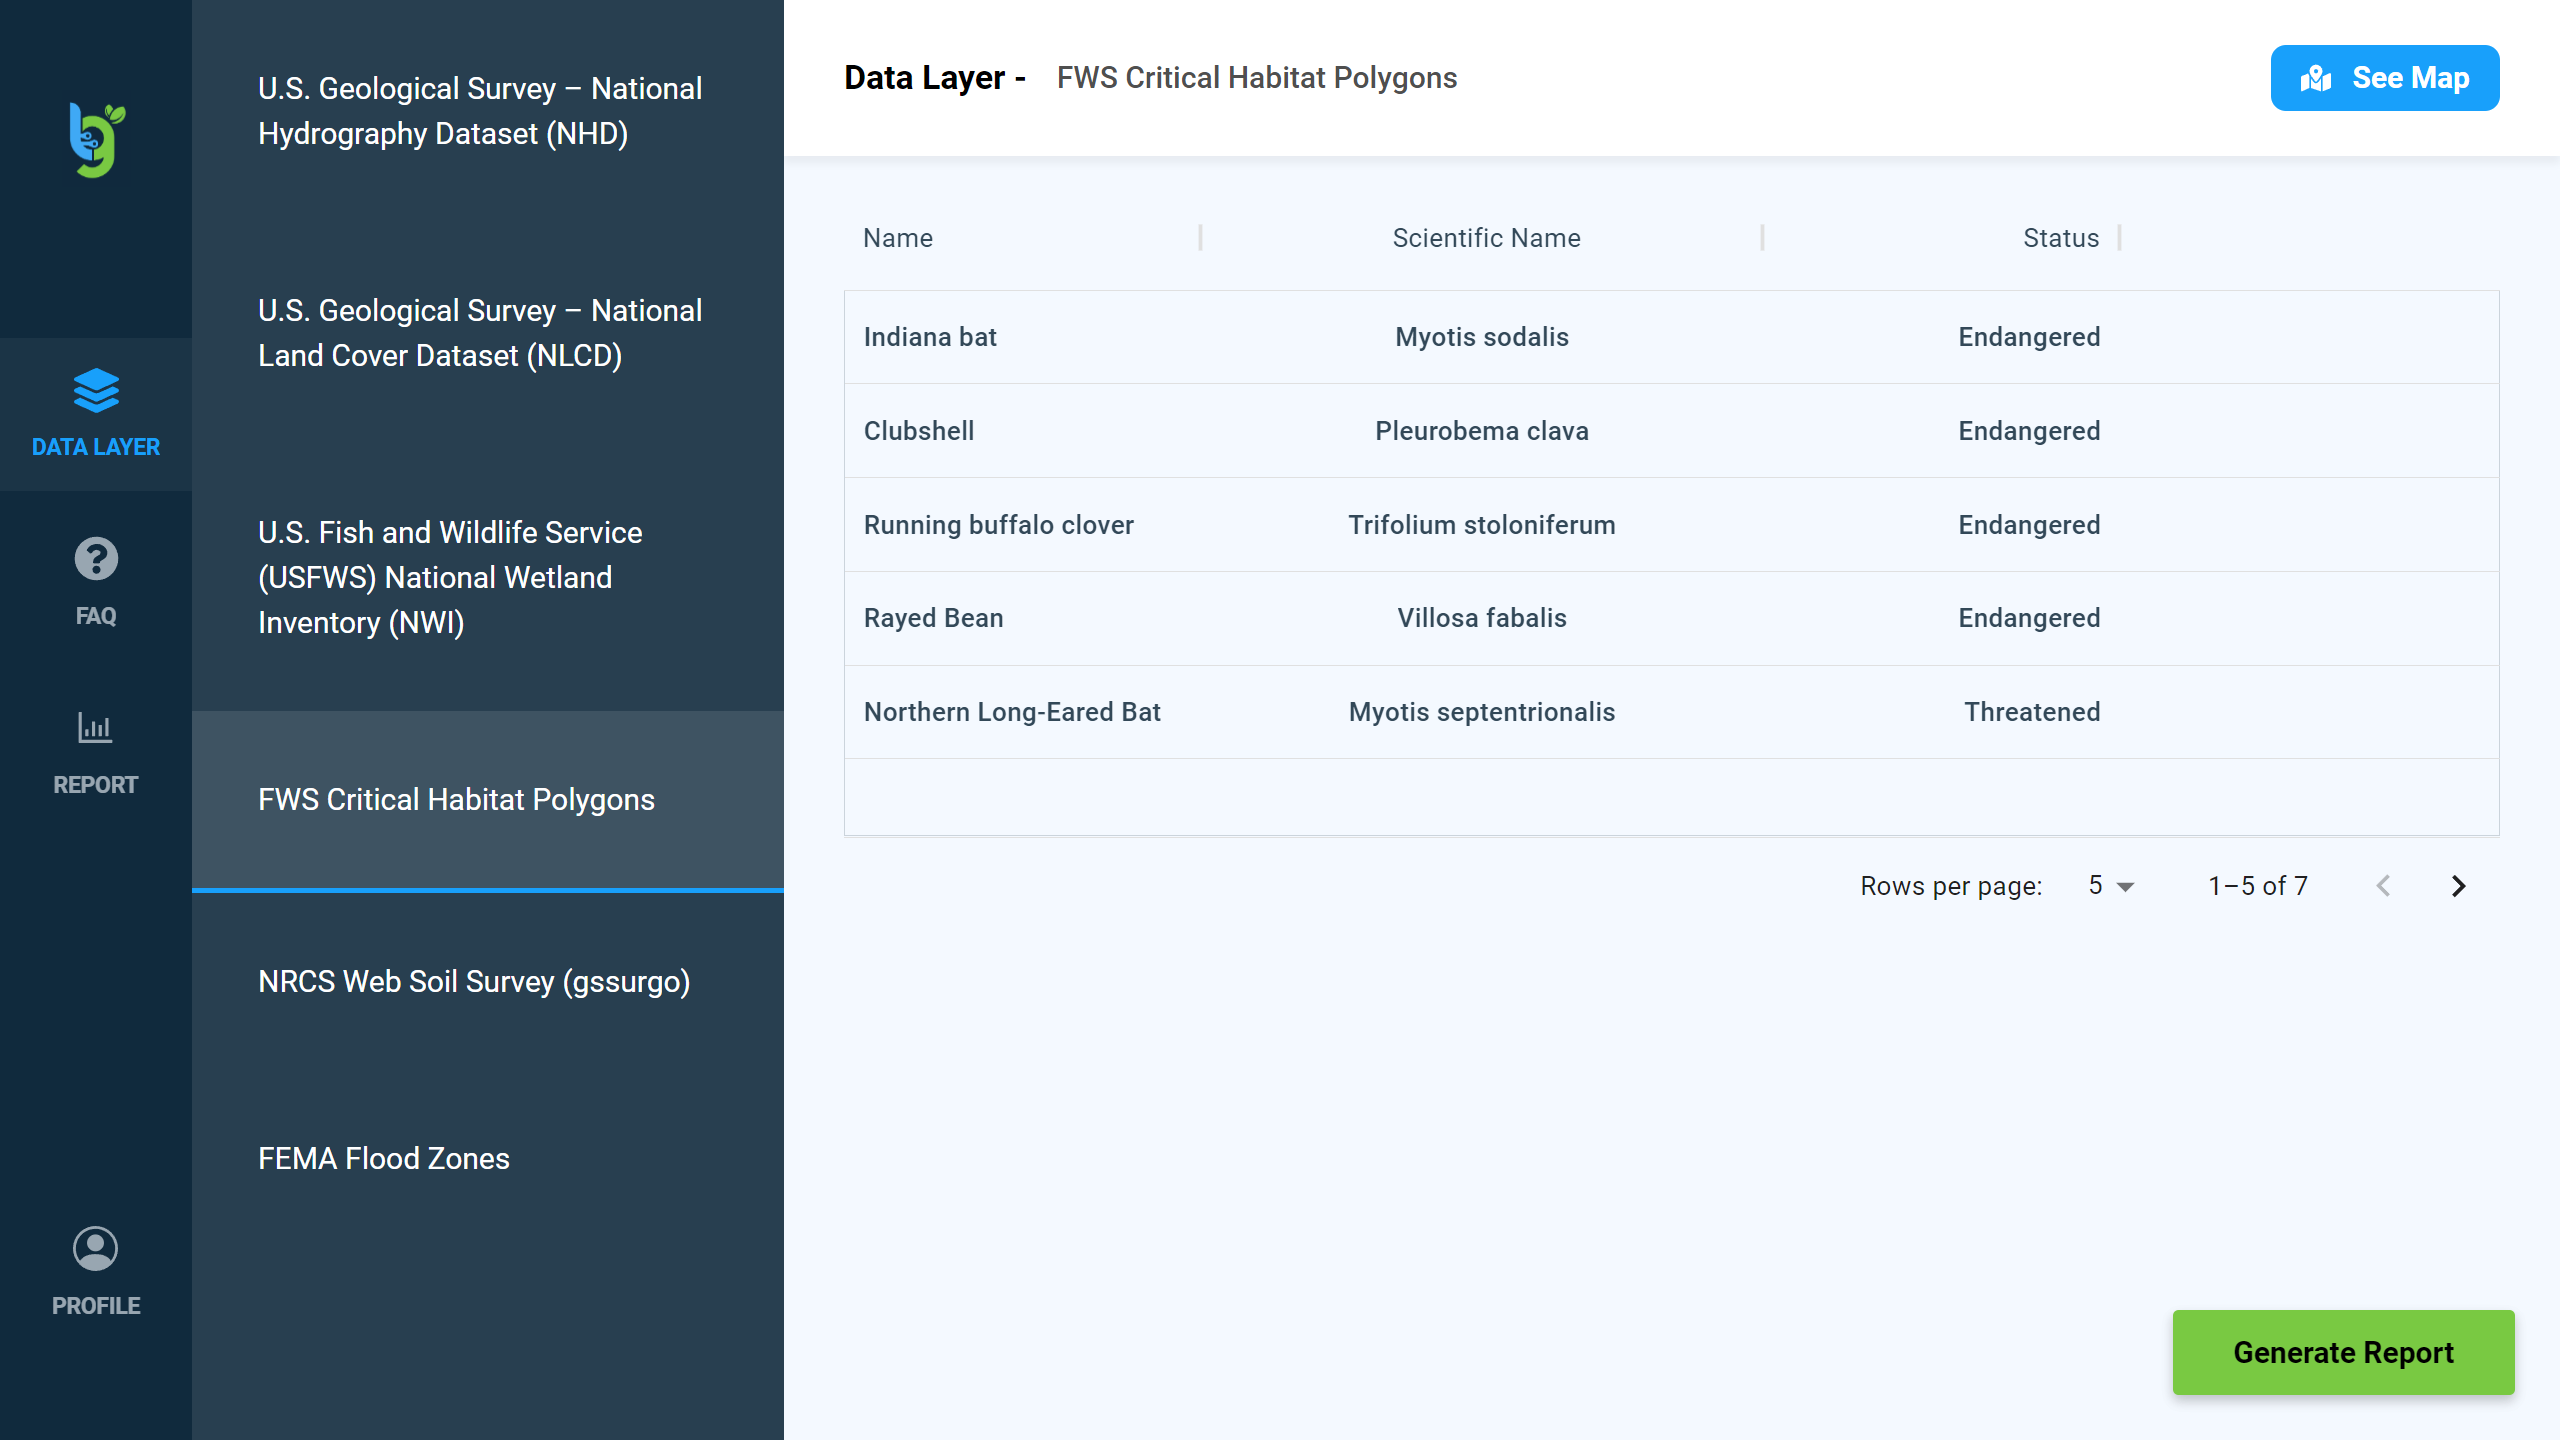 DATA LAYER
FAQ
REPORT
PROFILE
U.S. Geological Survey – National
Hydrography Dataset (NHD)
U.S. Geological Survey – National
Land Cover Dataset (NLCD)
U.S. Fish and Wildlife Service
(USFWS) National Wetland
Inventory (NWI)
FWS Critical Habitat Polygons
NRCS Web Soil Survey (gssurgo)
FEMA Flood Zones
Data Layer - FWS Critical Habitat Polygons
See Map
Name Scientific Name Status
Indiana bat Myotis sodalis Endangered
Clubshell Pleurobema clava Endangered
Running buffalo clover Trifolium stoloniferum Endangered
Rayed Bean Villosa fabalis Endangered
Northern Long-Eared Bat Myotis septentrionalis Threatened
Rows per page: 5 1–5 of 7
Generate Report